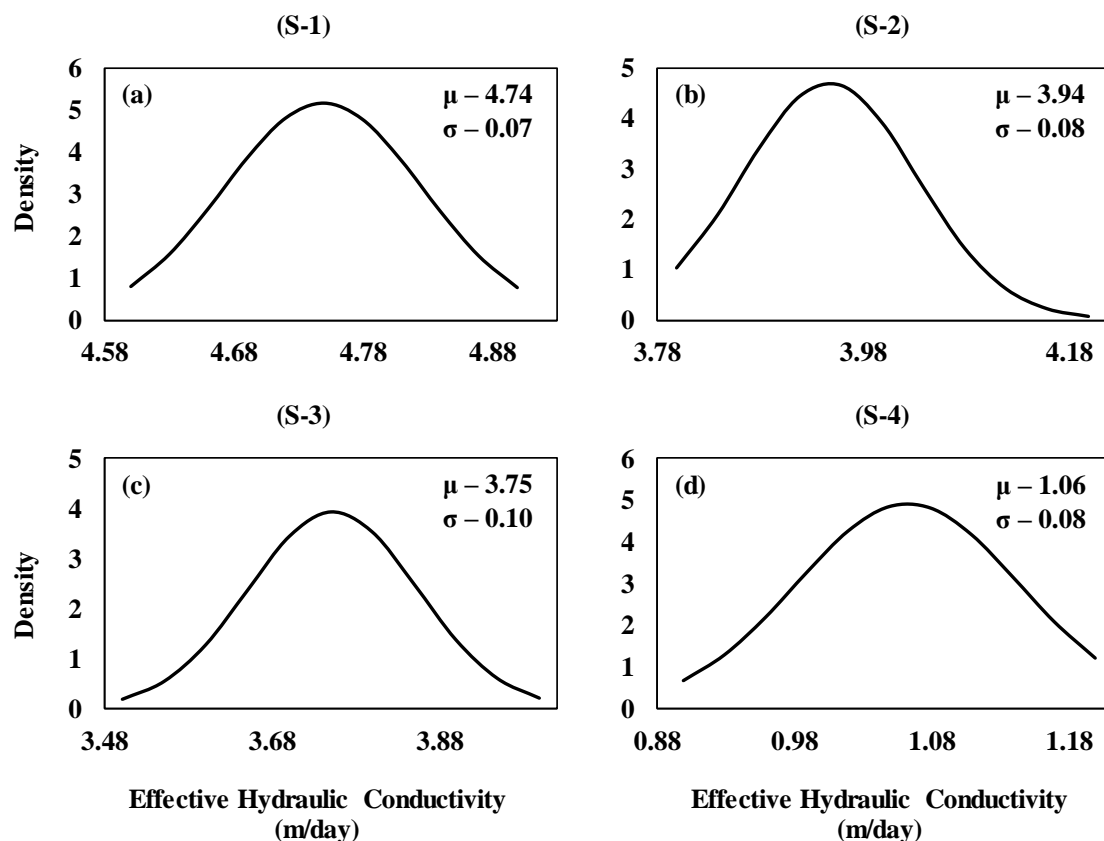 (S-1)
(a)
μ – 4.74
σ – 0.07
Density
6
5
4
3
2
1
0
4.58 4.68 4.78 4.88
(S-2)
(b)
μ – 3.94
σ – 0.08
5
4
3
2
1
0
3.78 3.98 4.18
(S-3)
(c)
μ – 3.75
σ – 0.10
Density
5
4
3
2
1
0
3.48 3.68 3.88
Effective Hydraulic Conductivity
(m/day)
(S-4)
(d)
μ – 1.06
σ – 0.08
6
5
4
3
2
1
0
0.88 0.98 1.08 1.18
Effective Hydraulic Conductivity
(m/day)